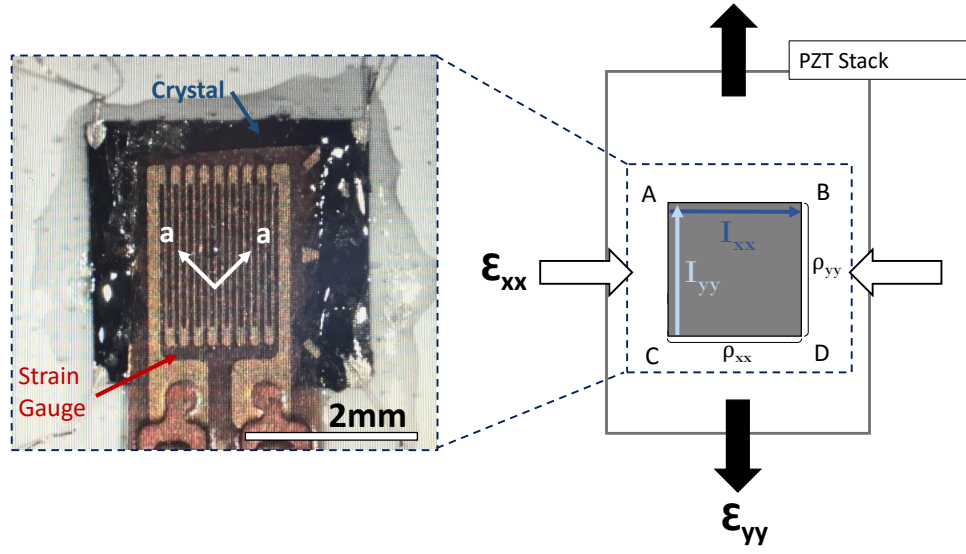 Crystal
a a
Strain
Gauge
2mm
PZT Stack
A B
I_xx
I_yy
ε_xx
ρ_yy
C D
ρ_xx
ε_yy